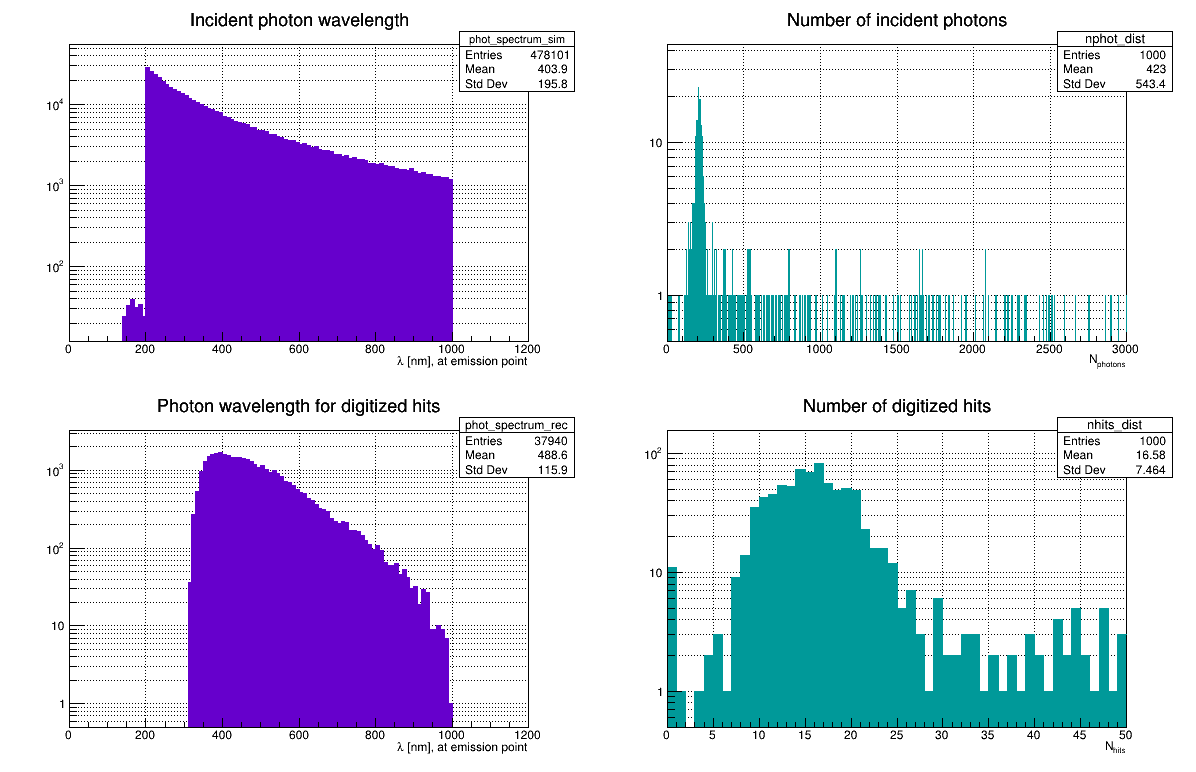 Incident photon wavelength
phot_spectrum_sim
Entries 478101
Mean 403.9
Std Dev 195.8
10^4
10^3
10^2
0 200 400 600 800 1000 1200
λ [nm], at emission point
Number of incident photons
nphot_dist
Entries 1000
Mean 423
Std Dev 543.4
10
1
0 500 1000 1500 2000 2500 3000
N_photons
Photon wavelength for digitized hits
phot_spectrum_rec
Entries 37940
Mean 488.6
Std Dev 115.9
10^3
10^2
10
1
0 200 400 600 800 1000 1200
λ [nm], at emission point
Number of digitized hits
nhits_dist
Entries 1000
Mean 16.58
Std Dev 7.464
10^2
10
1
0 5 10 15 20 25 30 35 40 45 50
N_hits